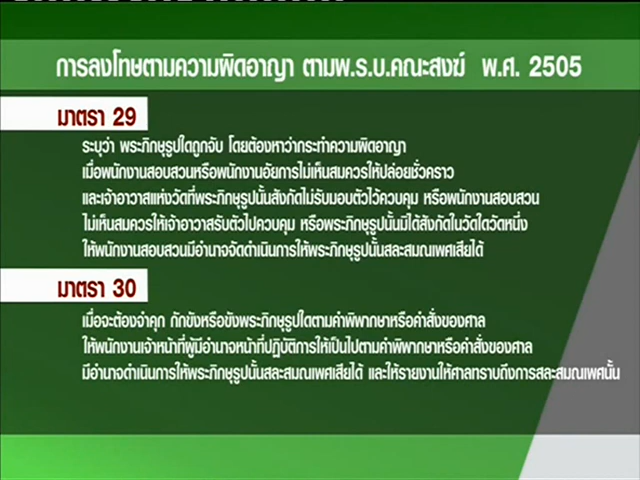 การลงโทษตามความผิดอาญา ตามพ.ร.บ.คณะสงฆ์ พ.ศ. 2505
มาตรา 29
ระบุว่า พระภิกษุรูปใดถูกจับ โดยต้องหาว่ากระทำความผิดอาญา
เมื่อพนักงานสอบสวนหรือพนักงานอัยการไม่เห็นสมควรให้ปล่อยชั่วคราว
และเจ้าอาวาสแห่งวัดที่พระภิกษุรูปนั้นสังกัดไม่รับมอบตัวไว้ควบคุม หรือพนักงานสอบสวน
ไม่เห็นสมควรให้เจ้าอาวาสรับตัวไปควบคุม หรือพระภิกษุรูปนั้นมิได้สังกัดในวัดใดวัดหนึ่ง
ให้พนักงานสอบสวนมีอำนาจจัดดำเนินการให้พระภิกษุรูปนั้นสละสมณเพศเสียได้
มาตรา 30
เมื่อจะต้องจำคุก กักขังหรือขังพระภิกษุรูปใดตามคำพิพากษาหรือคำสั่งของศาล
ให้พนักงานเจ้าหน้าที่ผู้มีอำนาจหน้าที่ปฏิบัติการให้เป็นไปตามคำพิพากษาหรือคำสั่งของศาล
มีอำนาจดำเนินการให้พระภิกษุรูปนั้นสละสมณเพศเสียได้ และให้รายงานให้ศาลทราบถึงการสละสมณเพศนั้น